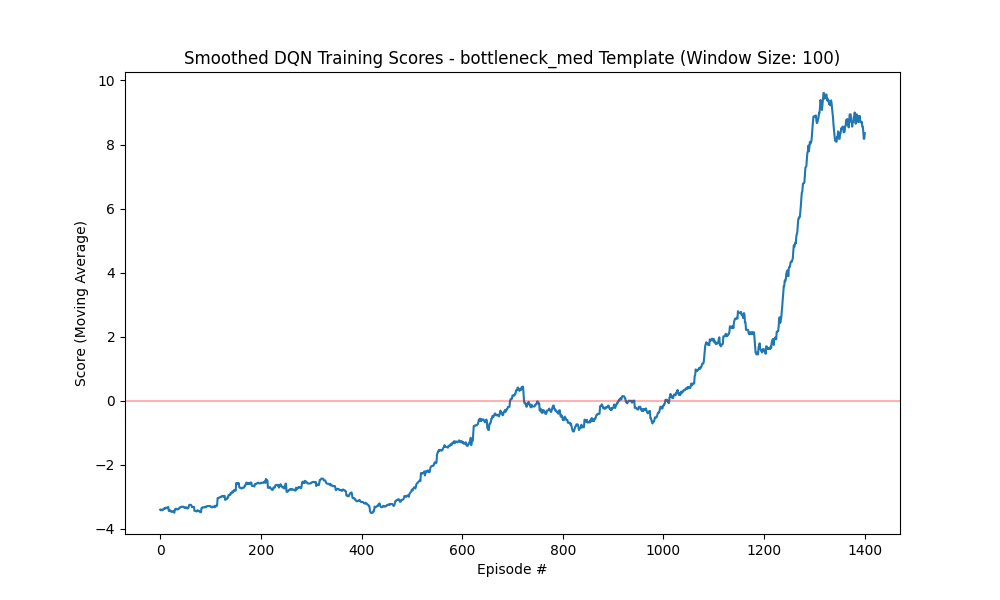 Smoothed DQN Training Scores - bottleneck_med Template (Window Size: 100)
10
8
6
4
2
0
−2
−4
Score (Moving Average)
0 200 400 600 800 1000 1200 1400
Episode #